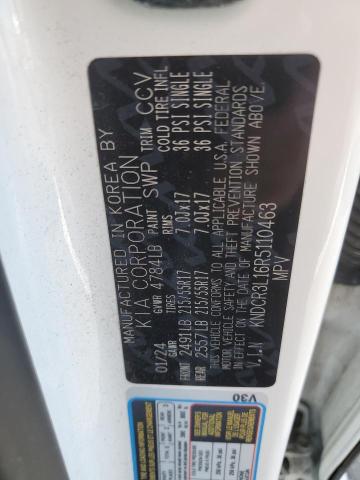 MANUFACTURED IN KOREA BY
KIA CORPORATION
01/24 GVWR 4784LB PAINT SWP TRIM CCV
GAWR TIRES RIMS COLD TIRE INFL
FRONT 2491LB 215/55R17 7.0JX17 36 PSI SINGLE
REAR 2557LB 215/55R17 7.0JX17 36 PSI SINGLE
THIS VEHICLE CONFORMS TO ALL APPLICABLE U.S.A. FEDERAL
MOTOR VEHICLE SAFETY AND THEFT PREVENTION STANDARDS
IN EFFECT ON THE DATE OF MANUFACTURE SHOWN ABOVE.
V.I.N KNDCR3L16R5110463
MPV
V30